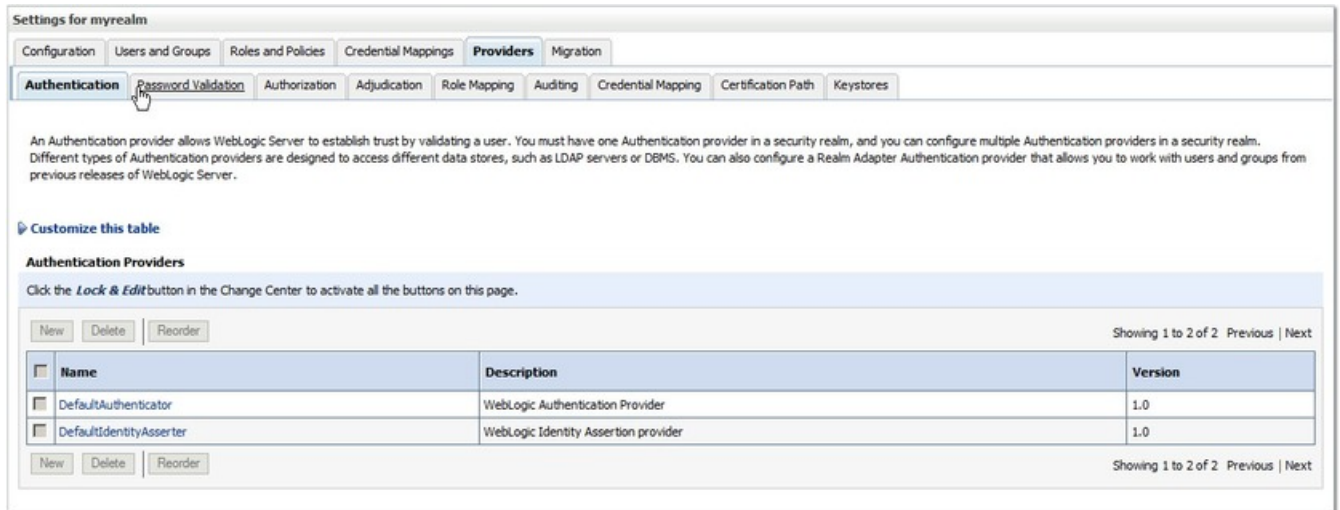 Settings for myrealm
Configuration Users and Groups Roles and Policies Credential Mappings Providers Migration
Authentication Password Validation Authorization Adjudication Role Mapping Auditing Credential Mapping Certification Path Keystores
An Authentication provider allows WebLogic Server to establish trust by validating a user. You must have one Authentication provider in a security realm, and you can configure multiple Authentication providers in a security realm.
Different types of Authentication providers are designed to access different data stores, such as LDAP servers or DBMS. You can also configure a Realm Adapter Authentication provider that allows you to work with users and groups from
previous releases of WebLogic Server.
Customize this table
Authentication Providers
Click the Lock & Edit button in the Change Center to activate all the buttons on this page.
New Delete Reorder Showing 1 to 2 of 2 Previous | Next
Name Description Version
DefaultAuthenticator WebLogic Authentication Provider 1.0
DefaultIdentityAsserter WebLogic Identity Assertion provider 1.0
New Delete Reorder Showing 1 to 2 of 2 Previous | Next